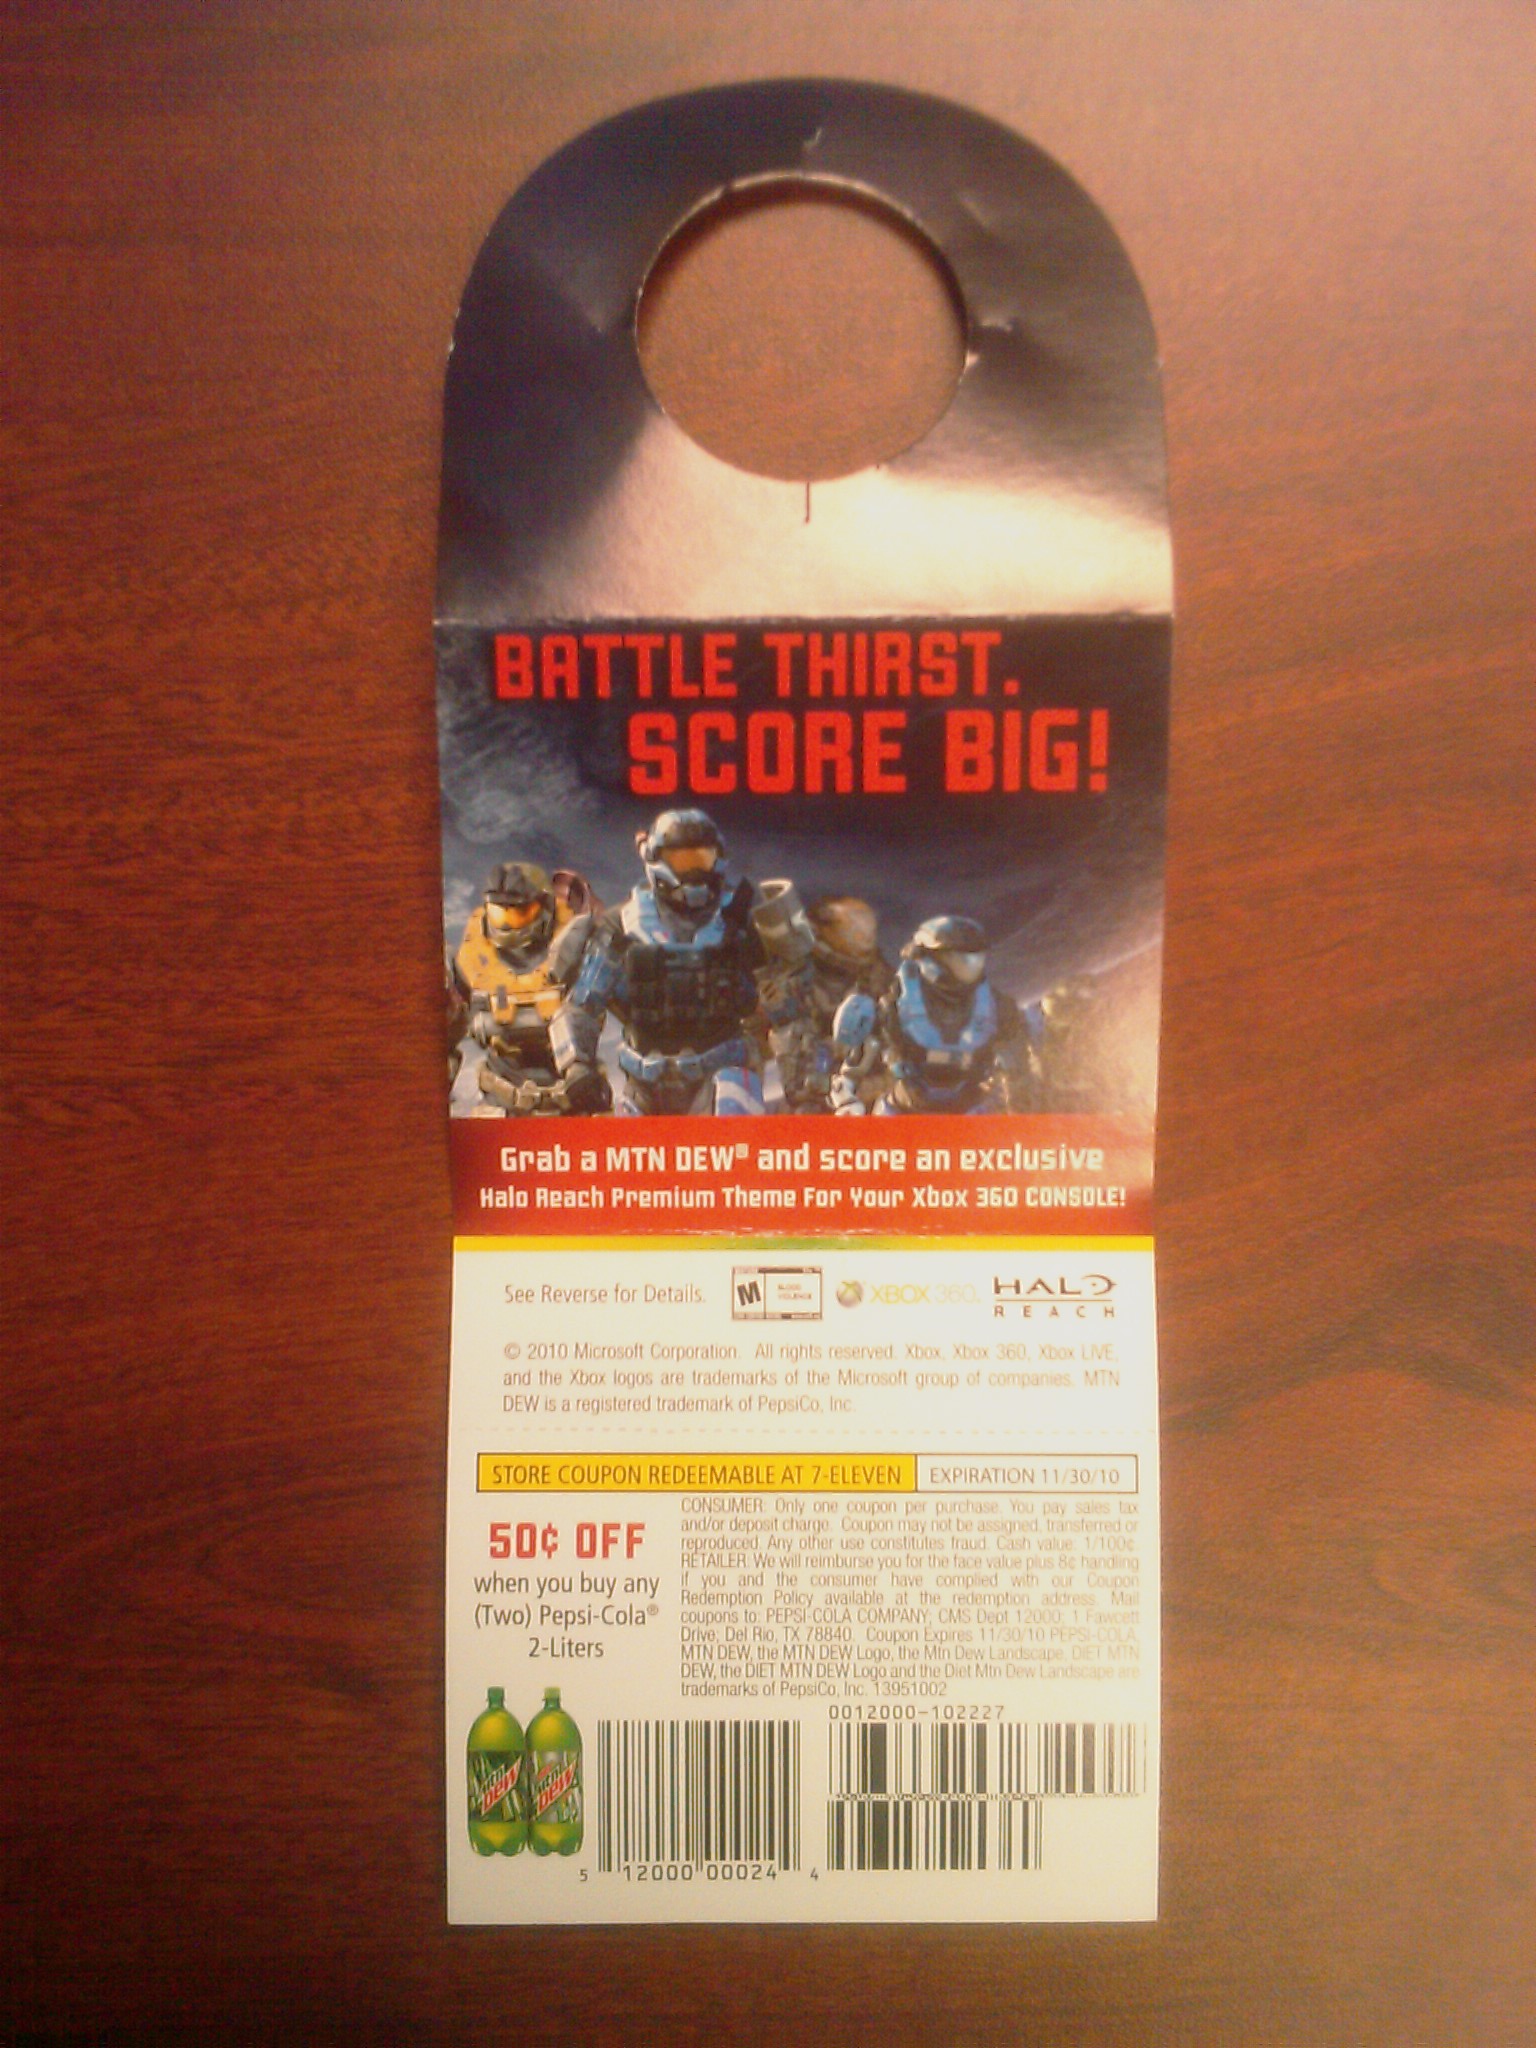 BATTLE THIRST.
SCORE BIG!
Grab a MTN DEW® and score an exclusive
Halo Reach Premium Theme For Your Xbox 360 CONSOLE!
See Reverse for Details.
M
BLOOD
VIOLENCE
XBOX 360.
HALO
REACH
© 2010 Microsoft Corporation. All rights reserved. Xbox, Xbox 360, Xbox LIVE,
and the Xbox logos are trademarks of the Microsoft group of companies. MTN
DEW is a registered trademark of PepsiCo, Inc.
STORE COUPON REDEEMABLE AT 7-ELEVEN
EXPIRATION 11/30/10
50¢ OFF
when you buy any
(Two) Pepsi-Cola®
2-Liters
CONSUMER: Only one coupon per purchase. You pay sales tax
and/or deposit charge. Coupon may not be assigned, transferred or
reproduced. Any other use constitutes fraud. Cash value: 1/100¢.
RETAILER: We will reimburse you for the face value plus 8¢ handling
if you and the consumer have complied with our Coupon
Redemption Policy available at the redemption address. Mail
coupons to: PEPSI-COLA COMPANY; CMS Dept 12000; 1 Fawcett
Drive; Del Rio, TX 78840. Coupon Expires 11/30/10 PEPSI-COLA,
MTN DEW, the MTN DEW Logo, the Mtn Dew Landscape, DIET MTN
DEW, the DIET MTN DEW Logo and the Diet Mtn Dew Landscape are
trademarks of PepsiCo, Inc. 13951002
0012000-102227
Mtn Dew
Mtn Dew
5 12000 00024 4